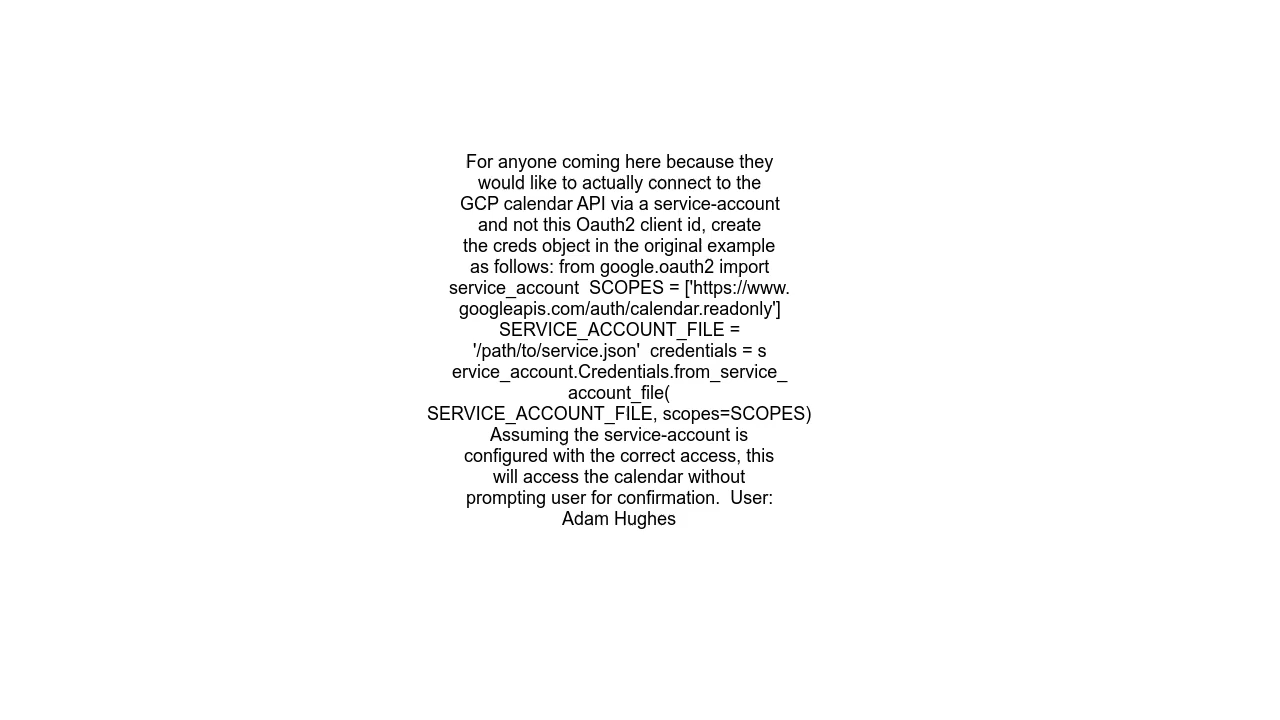 For anyone coming here because they
would like to actually connect to the
GCP calendar API via a service-account
and not this Oauth2 client id, create
the creds object in the original example
as follows: from google.oauth2 import
service_account  SCOPES = ['https://www.
googleapis.com/auth/calendar.readonly']
SERVICE_ACCOUNT_FILE =
'/path/to/service.json'  credentials = s
ervice_account.Credentials.from_service_
account_file(
SERVICE_ACCOUNT_FILE, scopes=SCOPES)
Assuming the service-account is
configured with the correct access, this
will access the calendar without
prompting user for confirmation.  User:
Adam Hughes